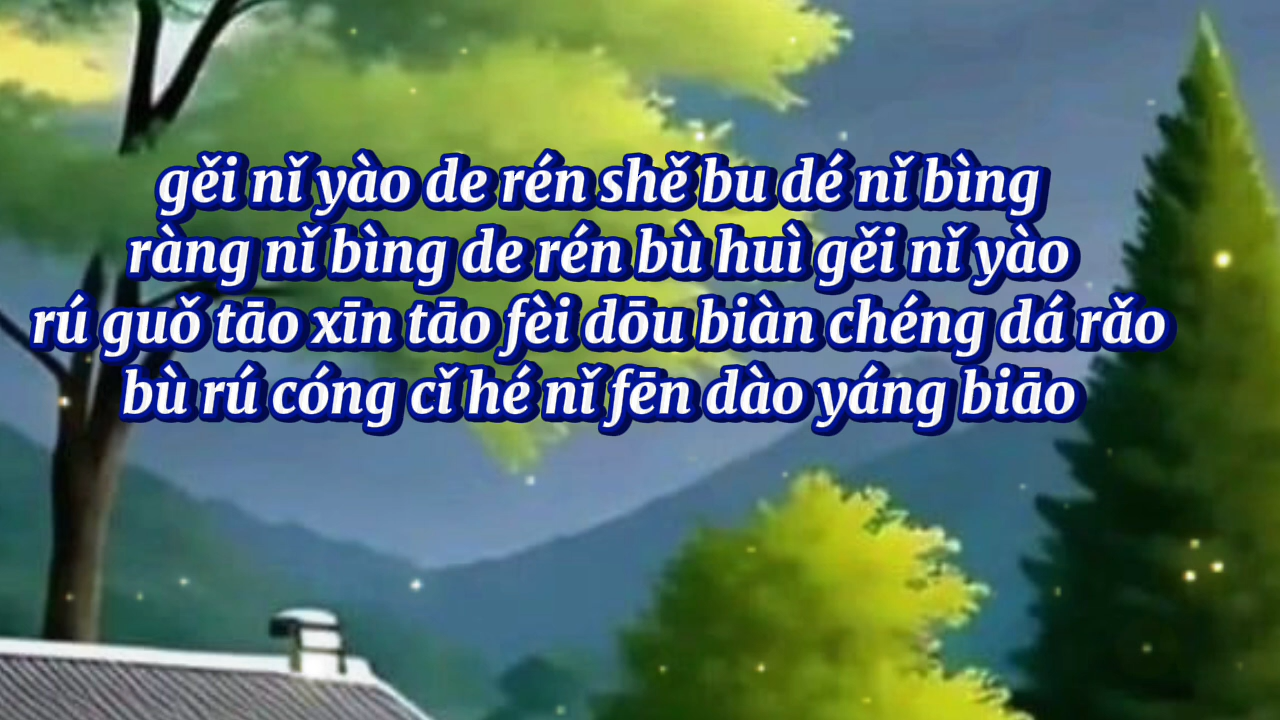 gěi nǐ yào de rén shě bu dé nǐ bìng
ràng nǐ bìng de rén bù huì gěi nǐ yào
rú guǒ tāo xīn tāo fèi dōu biàn chéng dá rǎo
bù rú cóng cǐ hé nǐ fēn dào yáng biāo